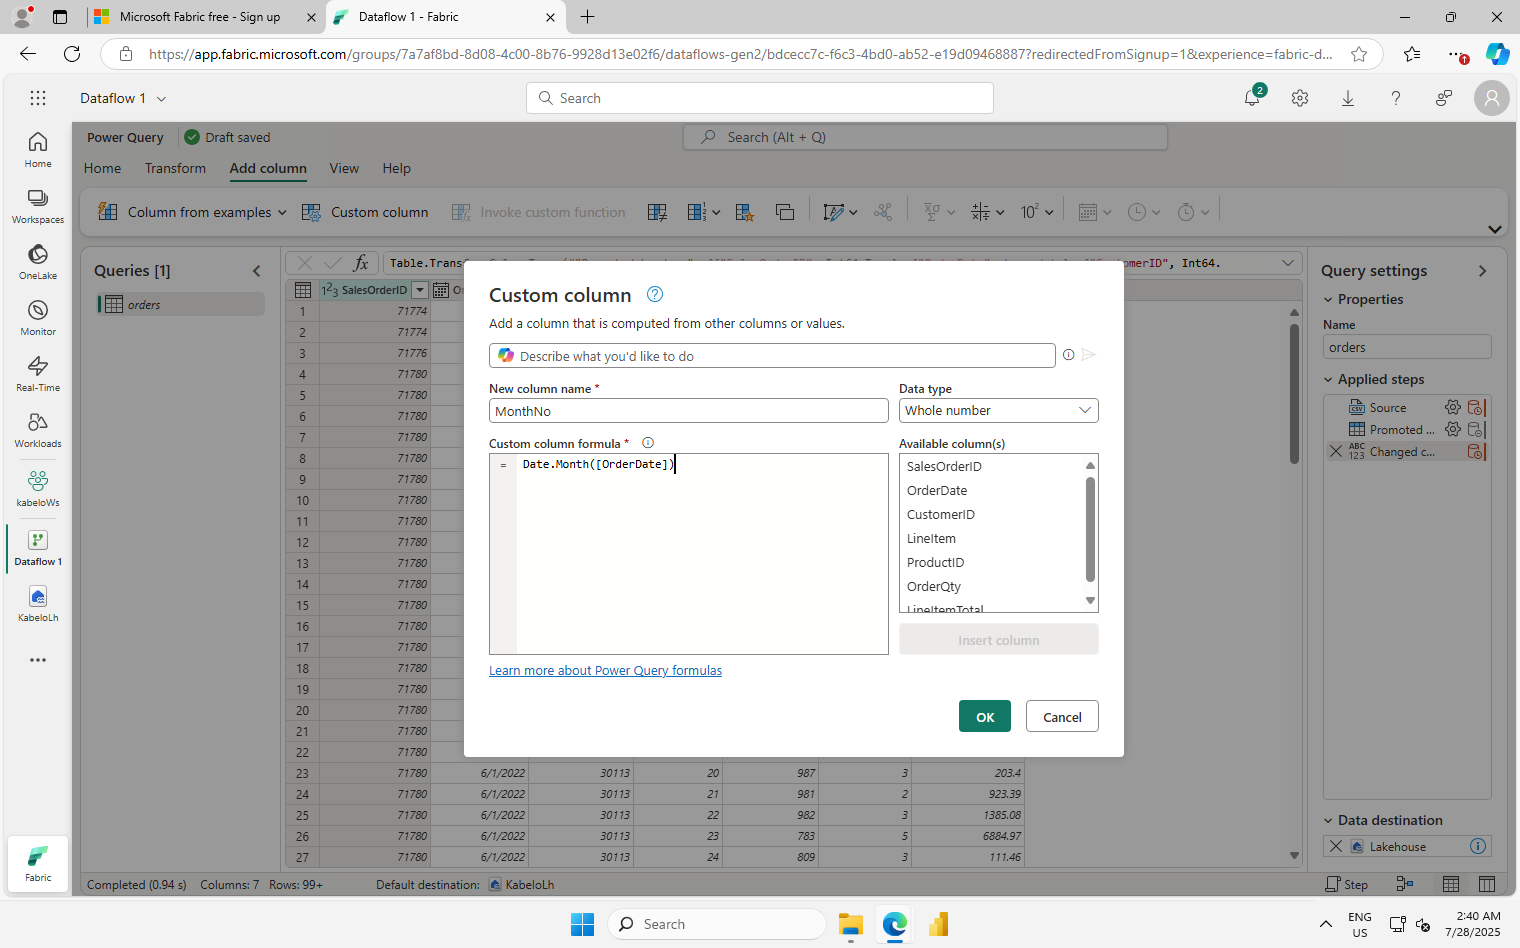 Microsoft Fabric free - Sign up
Dataflow 1 - Fabric
https://app.fabric.microsoft.com/groups/7a7af8bd-8d08-4c00-8b76-9928d13e02f6/dataflows-gen2/bdcecc7c-f6c3-4bd0-ab52-e19d09468887?redirectedFromSignup=1&experience=fabric-d...
Dataflow 1
Search
2
Power Query
Draft saved
Search (Alt + Q)
Home
Transform
Add column
View
Help
Column from examples
Custom column
Invoke custom function
Home
Workspaces
OneLake
Monitor
Real-Time
Workloads
kabeloWs
Dataflow 1
KabeloLh
Fabric
Queries [1]
orders
SalesOrderID
1 71774
2 71774
3 71776
4 71780
5 71780
6 71780
7 71780
8 71780
9 71780
10 71780
11 71780
12 71780
13 71780
14 71780
15 71780
16 71780
17 71780
18 71780
19 71780
20 71780
21 71780
22 71780
23 71780 6/1/2022 30113 20 987 3 203.4
24 71780 6/1/2022 30113 21 981 2 923.39
25 71780 6/1/2022 30113 22 982 3 1385.08
26 71780 6/1/2022 30113 23 783 5 6884.97
27 71780 6/1/2022 30113 24 809 3 111.46
Custom column
Add a column that is computed from other columns or values.
Describe what you'd like to do
New column name *
Data type
MonthNo
Whole number
Custom column formula *
Available column(s)
= Date.Month([OrderDate])
SalesOrderID
OrderDate
CustomerID
LineItem
ProductID
OrderQty
LineItemTotal
Insert column
Learn more about Power Query formulas
OK
Cancel
Query settings
Properties
Name
orders
Applied steps
Source
Promoted ...
Changed c...
Data destination
Lakehouse
Completed (0.94 s)
Columns: 7
Rows: 99+
Default destination:
KabeloLh
Step
Search
ENG
US
2:40 AM
7/28/2025